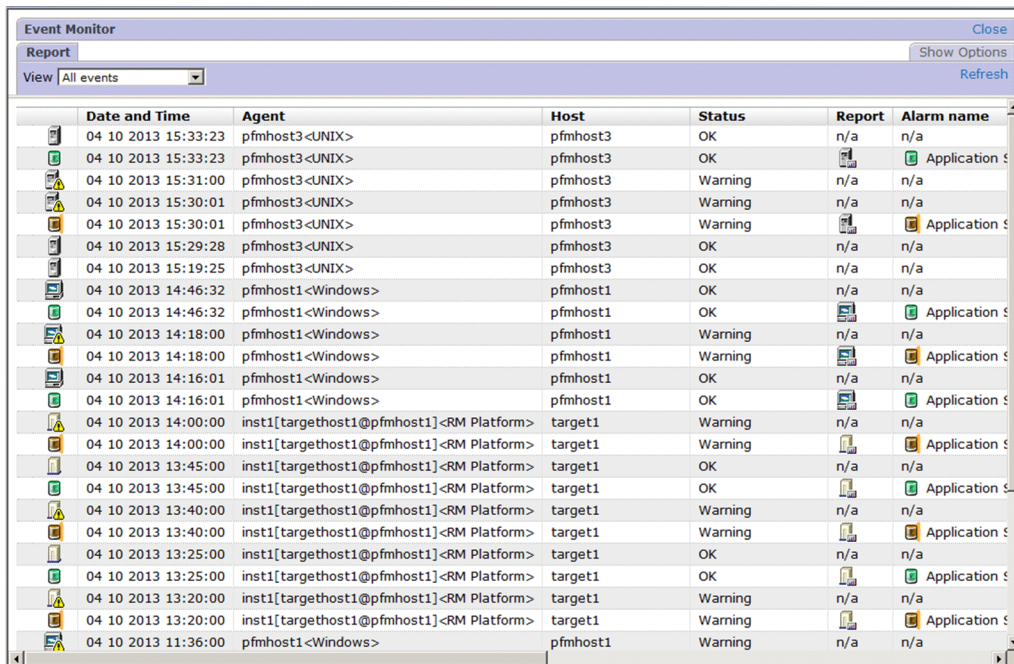 Event Monitor Close
Report Show Options
View All events Refresh
Date and Time Agent Host Status Report Alarm name
04 10 2013 15:33:23 pfmhost3<UNIX> pfmhost3 OK n/a n/a
04 10 2013 15:33:23 pfmhost3<UNIX> pfmhost3 OK Application S
04 10 2013 15:31:00 pfmhost3<UNIX> pfmhost3 Warning n/a n/a
04 10 2013 15:30:01 pfmhost3<UNIX> pfmhost3 Warning n/a n/a
04 10 2013 15:30:01 pfmhost3<UNIX> pfmhost3 Warning Application S
04 10 2013 15:29:28 pfmhost3<UNIX> pfmhost3 OK n/a n/a
04 10 2013 15:19:25 pfmhost3<UNIX> pfmhost3 OK n/a n/a
04 10 2013 14:46:32 pfmhost1<Windows> pfmhost1 OK n/a n/a
04 10 2013 14:46:32 pfmhost1<Windows> pfmhost1 OK Application S
04 10 2013 14:18:00 pfmhost1<Windows> pfmhost1 Warning n/a n/a
04 10 2013 14:18:00 pfmhost1<Windows> pfmhost1 Warning Application S
04 10 2013 14:16:01 pfmhost1<Windows> pfmhost1 OK n/a n/a
04 10 2013 14:16:01 pfmhost1<Windows> pfmhost1 OK Application S
04 10 2013 14:00:00 inst1[targethost1@pfmhost1]<RM Platform> target1 Warning n/a n/a
04 10 2013 14:00:00 inst1[targethost1@pfmhost1]<RM Platform> target1 Warning Application S
04 10 2013 13:45:00 inst1[targethost1@pfmhost1]<RM Platform> target1 OK n/a n/a
04 10 2013 13:45:00 inst1[targethost1@pfmhost1]<RM Platform> target1 OK Application S
04 10 2013 13:40:00 inst1[targethost1@pfmhost1]<RM Platform> target1 Warning n/a n/a
04 10 2013 13:40:00 inst1[targethost1@pfmhost1]<RM Platform> target1 Warning Application S
04 10 2013 13:25:00 inst1[targethost1@pfmhost1]<RM Platform> target1 OK n/a n/a
04 10 2013 13:25:00 inst1[targethost1@pfmhost1]<RM Platform> target1 OK Application S
04 10 2013 13:20:00 inst1[targethost1@pfmhost1]<RM Platform> target1 Warning n/a n/a
04 10 2013 13:20:00 inst1[targethost1@pfmhost1]<RM Platform> target1 Warning Application S
04 10 2013 11:36:00 pfmhost1<Windows> pfmhost1 Warning n/a n/a